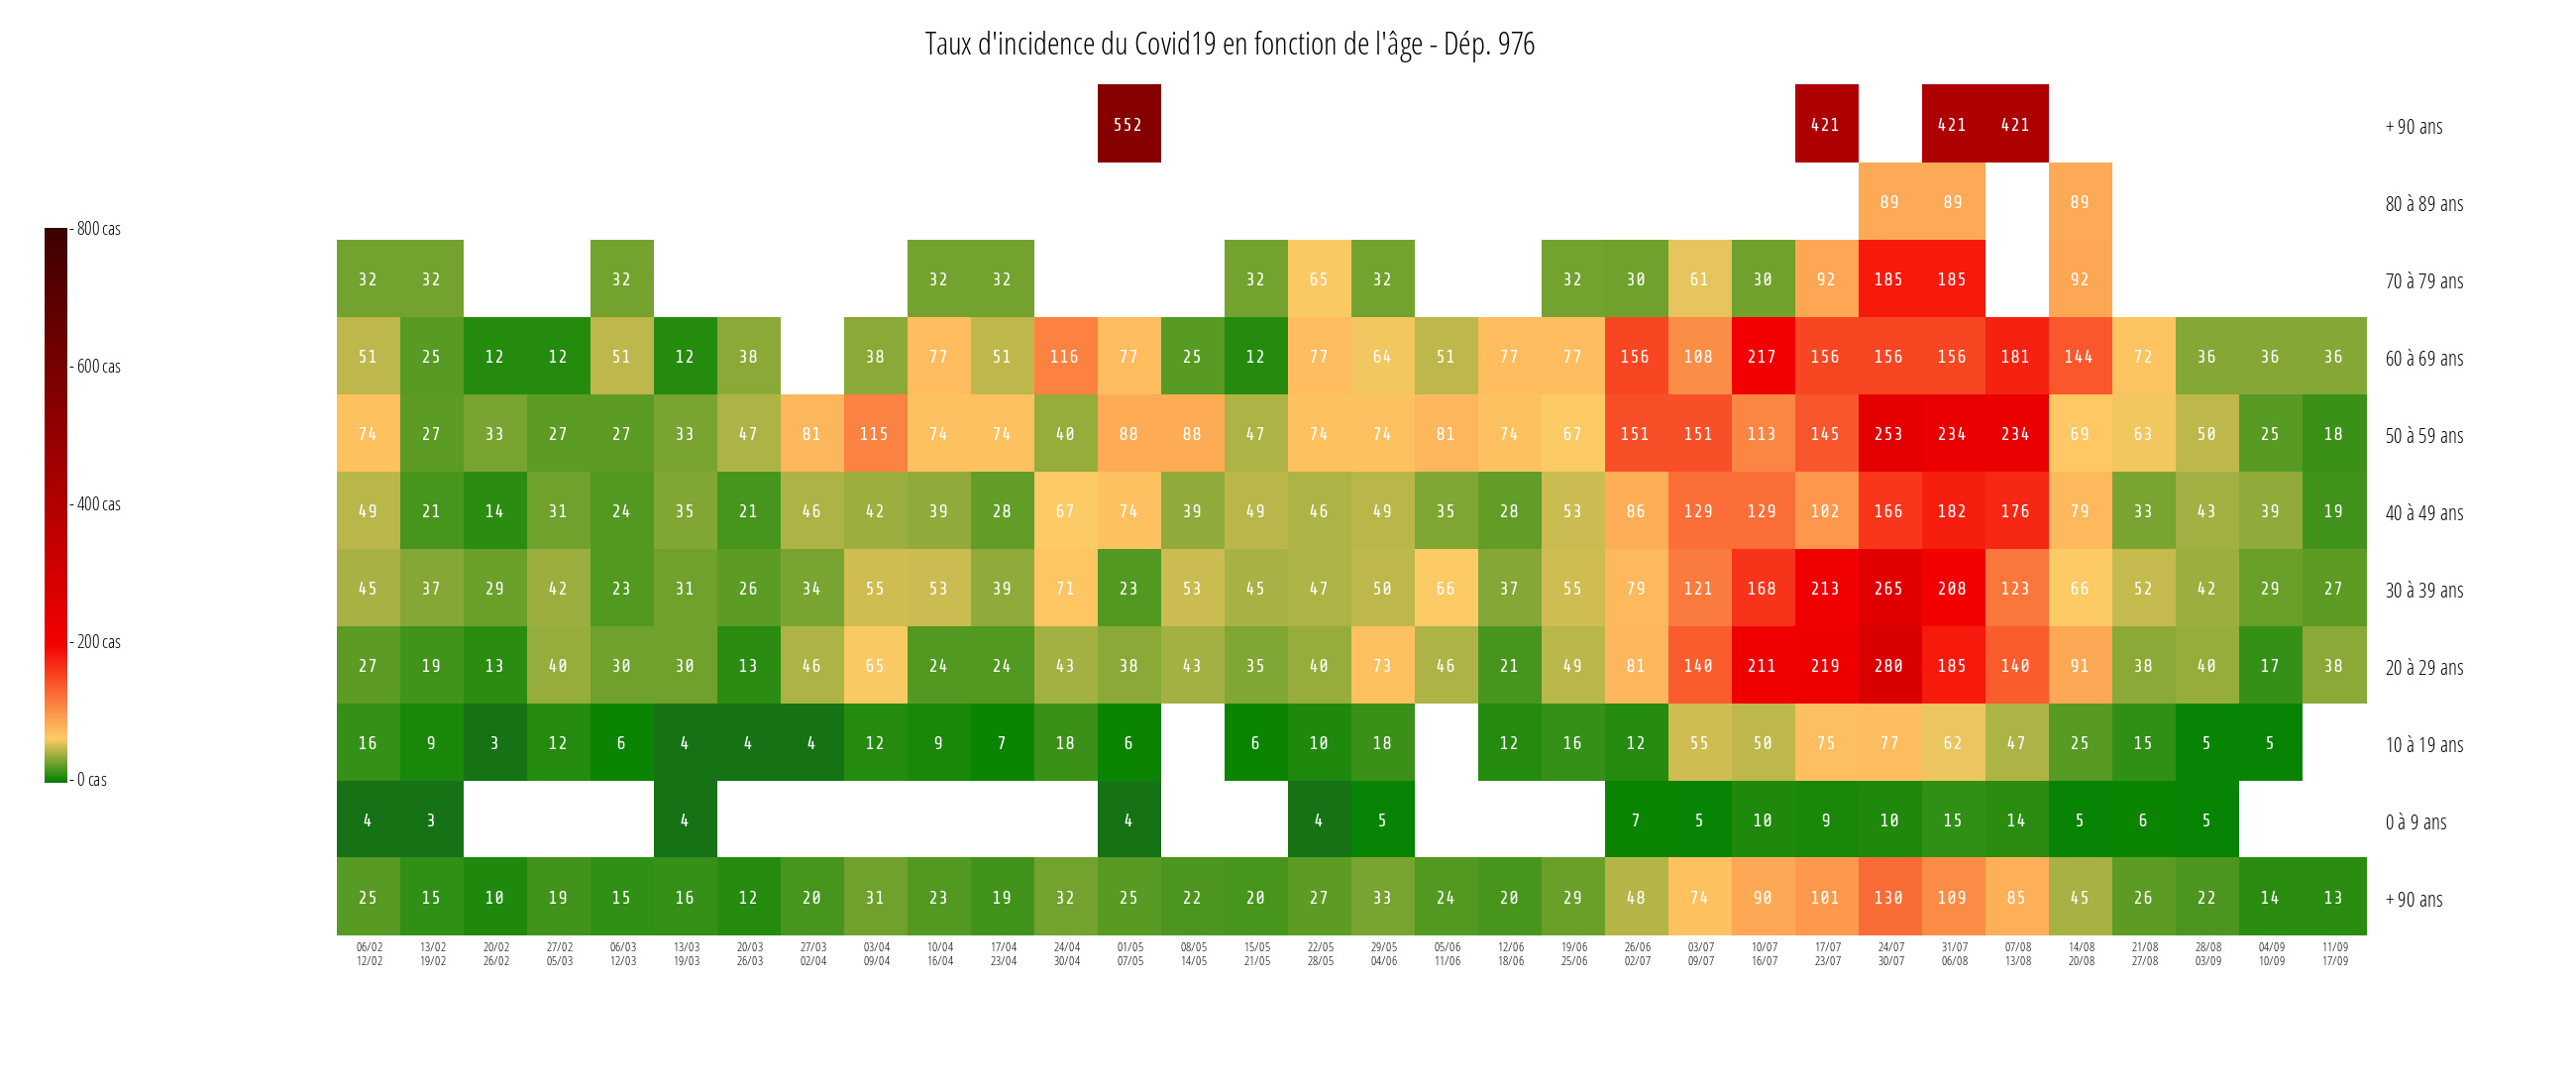 Taux d'incidence du Covid19 en fonction de l'âge - Dép. 976
552 421 421 421 + 90 ans
89 89 89 80 à 89 ans
- 800 cas
32 32 32 32 32 32 65 32 32 30 61 30 92 185 185 92 70 à 79 ans
51 25 12 12 51 12 38 38 77 51 116 77 25 12 77 64 51 77 77 156 108 217 156 156 156 181 144 72 36 36 36 60 à 69 ans
- 600 cas
74 27 33 27 27 33 47 81 115 74 74 40 88 88 47 74 74 81 74 67 151 151 113 145 253 234 234 69 63 50 25 18 50 à 59 ans
- 400 cas
49 21 14 31 24 35 21 46 42 39 28 67 74 39 49 46 49 35 28 53 86 129 129 102 166 182 176 79 33 43 39 19 40 à 49 ans
45 37 29 42 23 31 26 34 55 53 39 71 23 53 45 47 50 66 37 55 79 121 168 213 265 208 123 66 52 42 29 27 30 à 39 ans
- 200 cas
27 19 13 40 30 30 13 46 65 24 24 43 38 43 35 40 73 46 21 49 81 140 211 219 280 185 140 91 38 40 17 38 20 à 29 ans
16 9 3 12 6 4 4 4 12 9 7 18 6 6 10 18 12 16 12 55 50 75 77 62 47 25 15 5 5 10 à 19 ans
- 0 cas
4 3 4 4 4 5 7 5 10 9 10 15 14 5 6 5 0 à 9 ans
25 15 10 19 15 16 12 20 31 23 19 32 25 22 20 27 33 24 20 29 48 74 90 101 130 109 85 45 26 22 14 13 + 90 ans
06/02 13/02 20/02 27/02 06/03 13/03 20/03 27/03 03/04 10/04 17/04 24/04 01/05 08/05 15/05 22/05 29/05 05/06 12/06 19/06 26/06 03/07 10/07 17/07 24/07 31/07 07/08 14/08 21/08 28/08 04/09 11/09
12/02 19/02 26/02 05/03 12/03 19/03 26/03 02/04 09/04 16/04 23/04 30/04 07/05 14/05 21/05 28/05 04/06 11/06 18/06 25/06 02/07 09/07 16/07 23/07 30/07 06/08 13/08 20/08 27/08 03/09 10/09 17/09